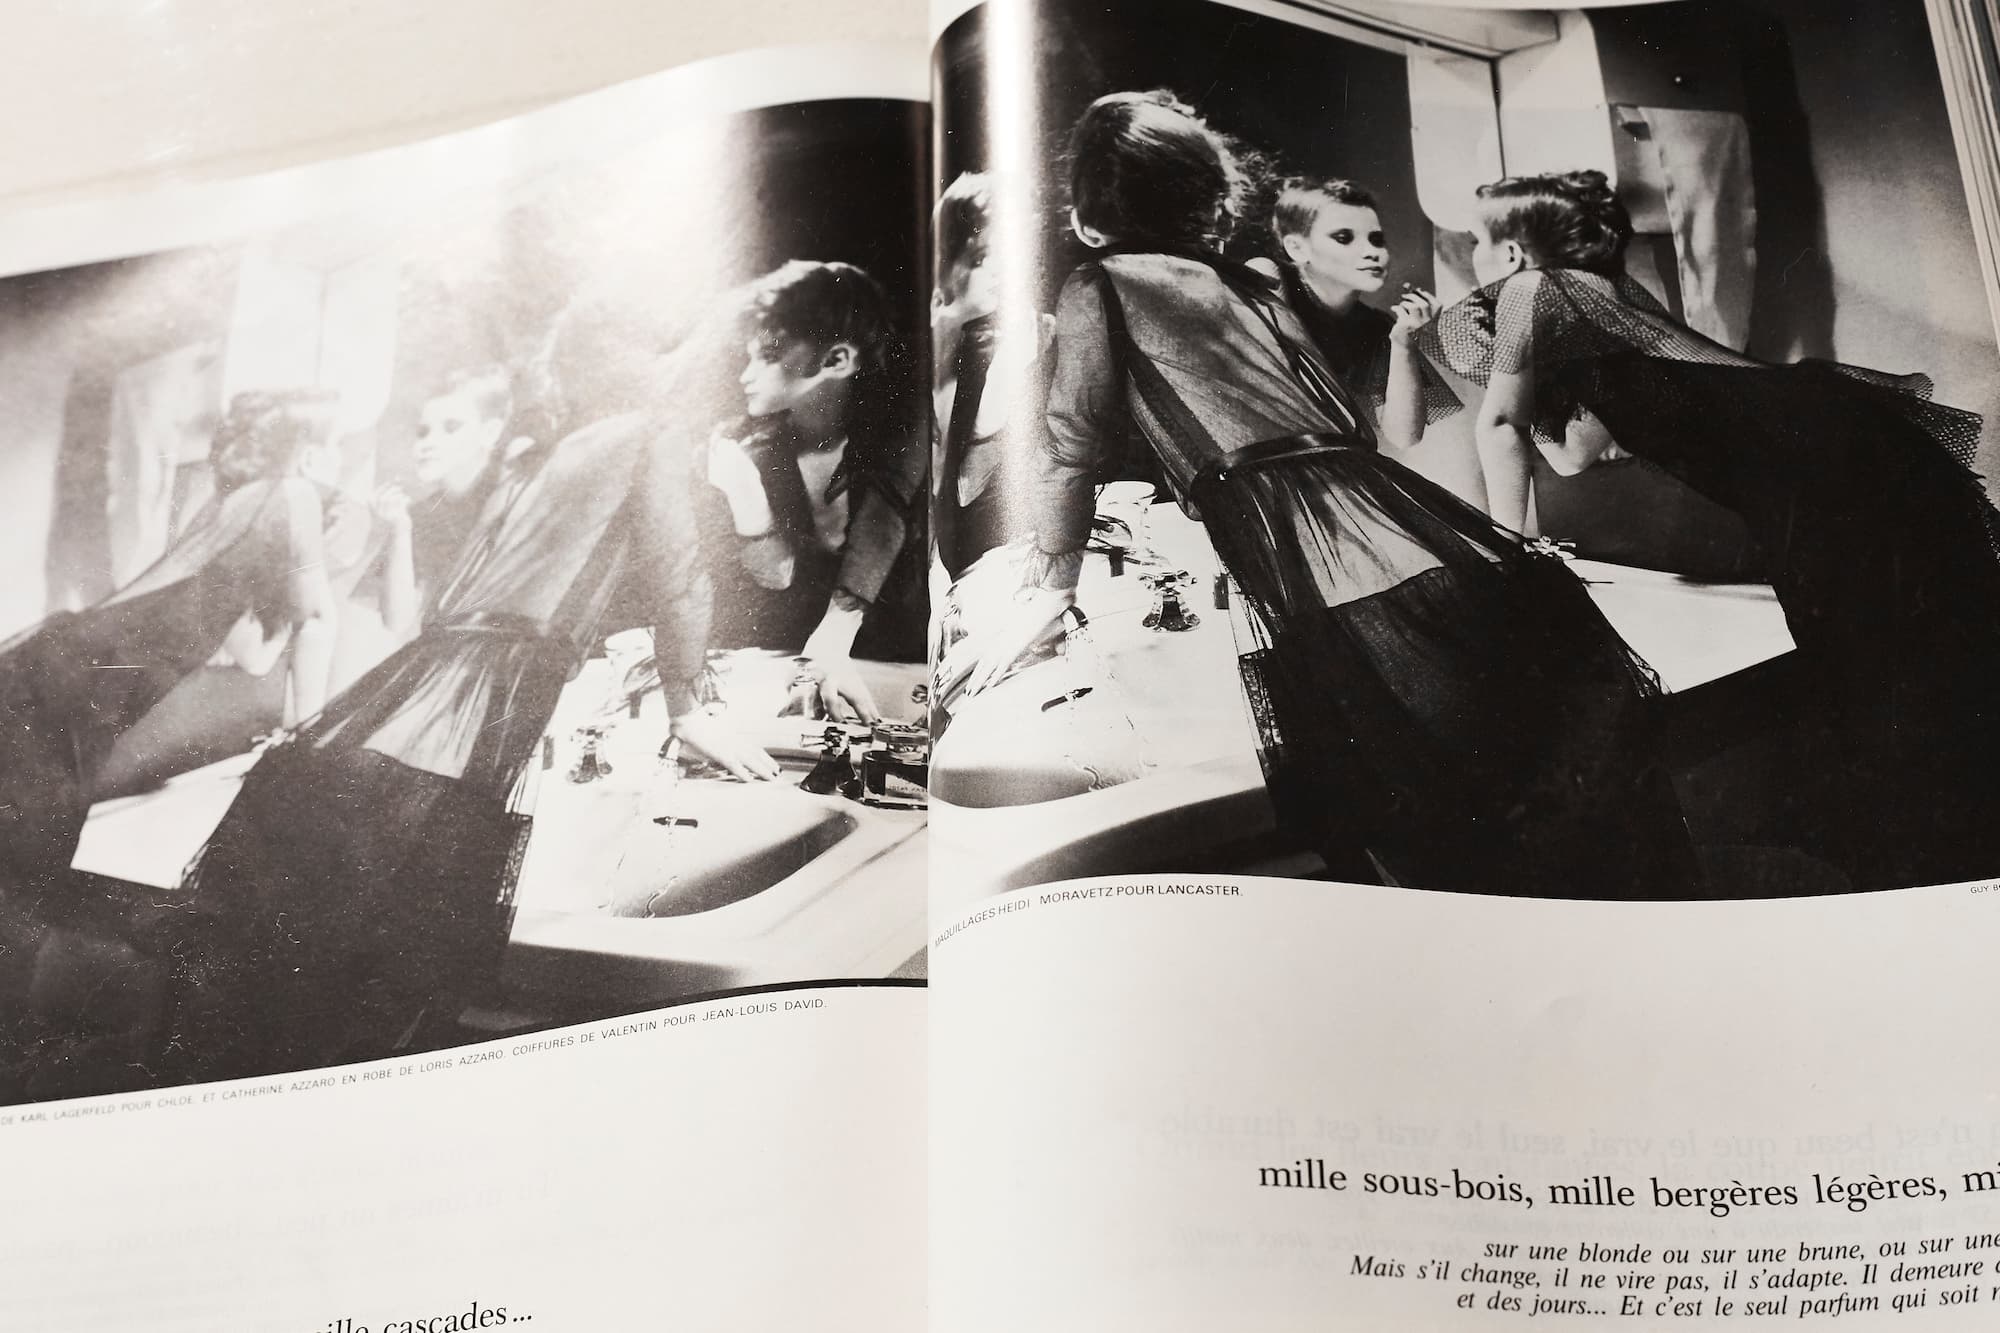 DE KARL LAGERFELD POUR CHLOE, ET CATHERINE AZZARO EN ROBE DE LORIS AZZARO. COIFFURES DE VALENTIN POUR JEAN-LOUIS DAVID.
cascades...
MAQUILLAGES HEIDI MORAVETZ POUR LANCASTER.
GUY
mille sous-bois, mille bergères légères,
sur une blonde ou sur une brune, ou sur une
Mais s'il change, il ne vire pas, il s'adapte. Il demeure
et des jours... Et c'est le seul parfum qui soit